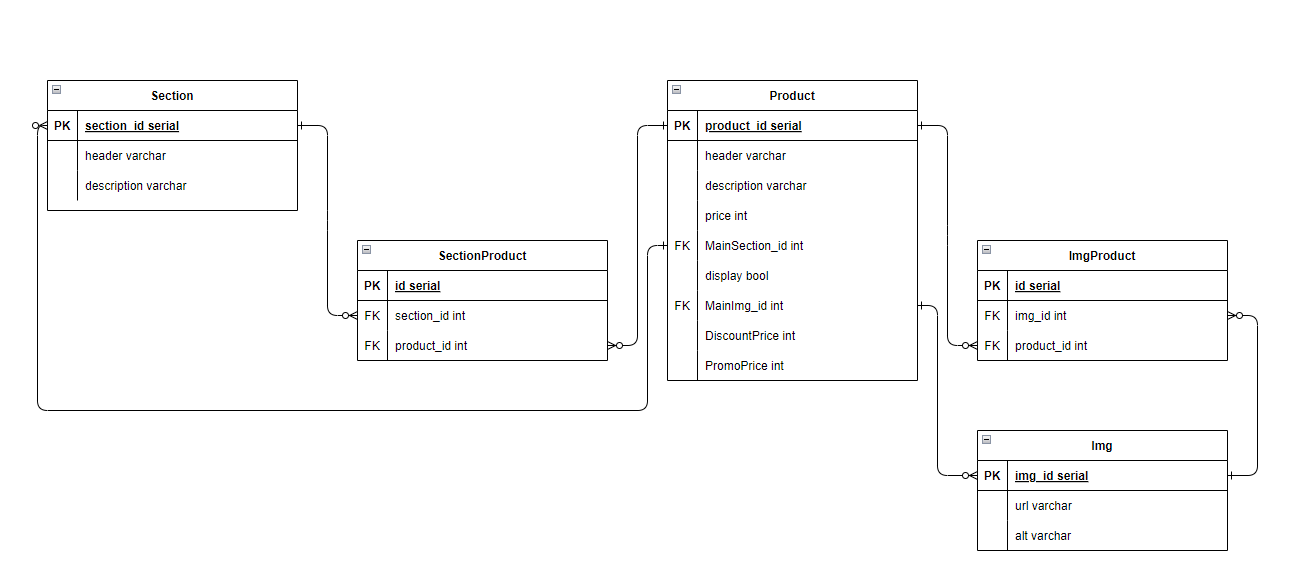 Section
PK section_id serial
header varchar
description varchar
SectionProduct
PK id serial
FK section_id int
FK product_id int
Product
PK product_id serial
header varchar
description varchar
price int
FK MainSection_id int
display bool
FK MainImg_id int
DiscountPrice int
PromoPrice int
ImgProduct
PK id serial
FK img_id int
FK product_id int
Img
PK img_id serial
url varchar
alt varchar